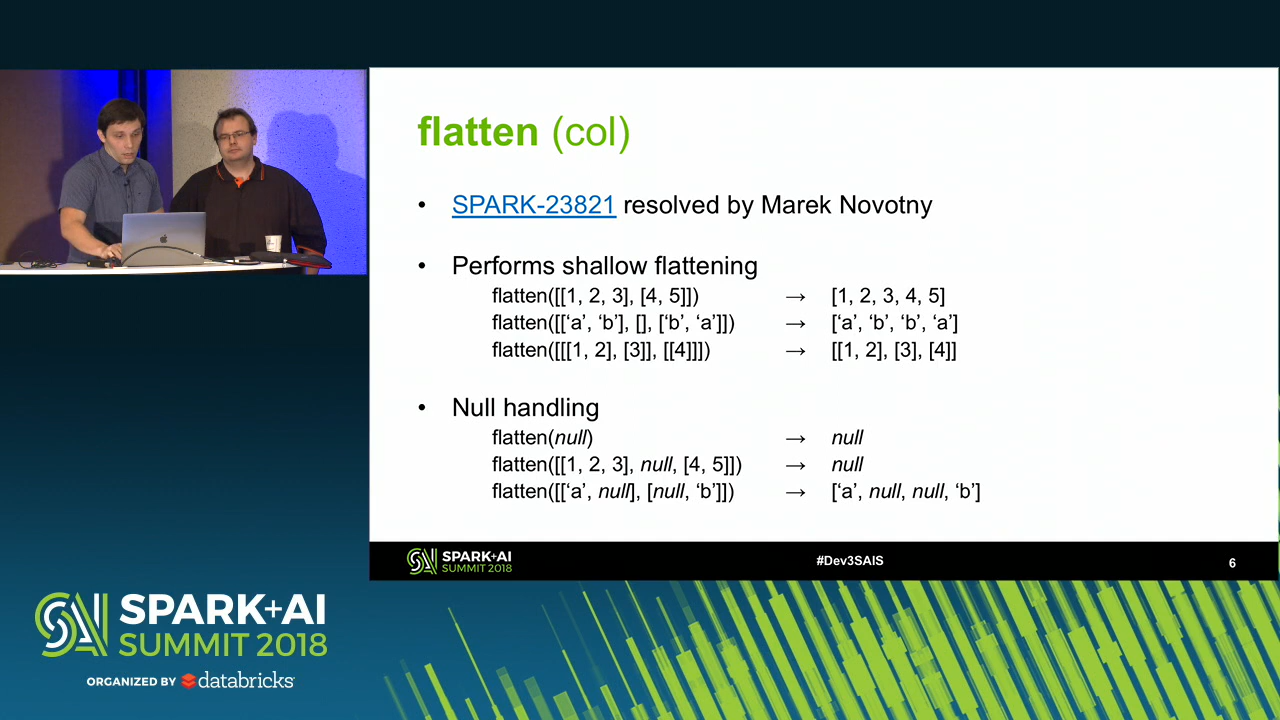 flatten (col)
• SPARK-23821 resolved by Marek Novotny
• Performs shallow flattening
flatten([[1, 2, 3], [4, 5]]) → [1, 2, 3, 4, 5]
flatten([[‘a’, ‘b’], [], [‘b’, ‘a’]]) → [‘a’, ‘b’, ‘b’, ‘a’]
flatten([[[1, 2], [3]], [[4]]]) → [[1, 2], [3], [4]]
• Null handling
flatten(null) → null
flatten([[1, 2, 3], null, [4, 5]]) → null
flatten([[‘a’, null], [null, ‘b’]]) → [‘a’, null, null, ‘b’]
SPARK+AI
SUMMIT 2018
#Dev3SAIS
6
SPARK+AI
SUMMIT 2018
ORGANIZED BY databricks